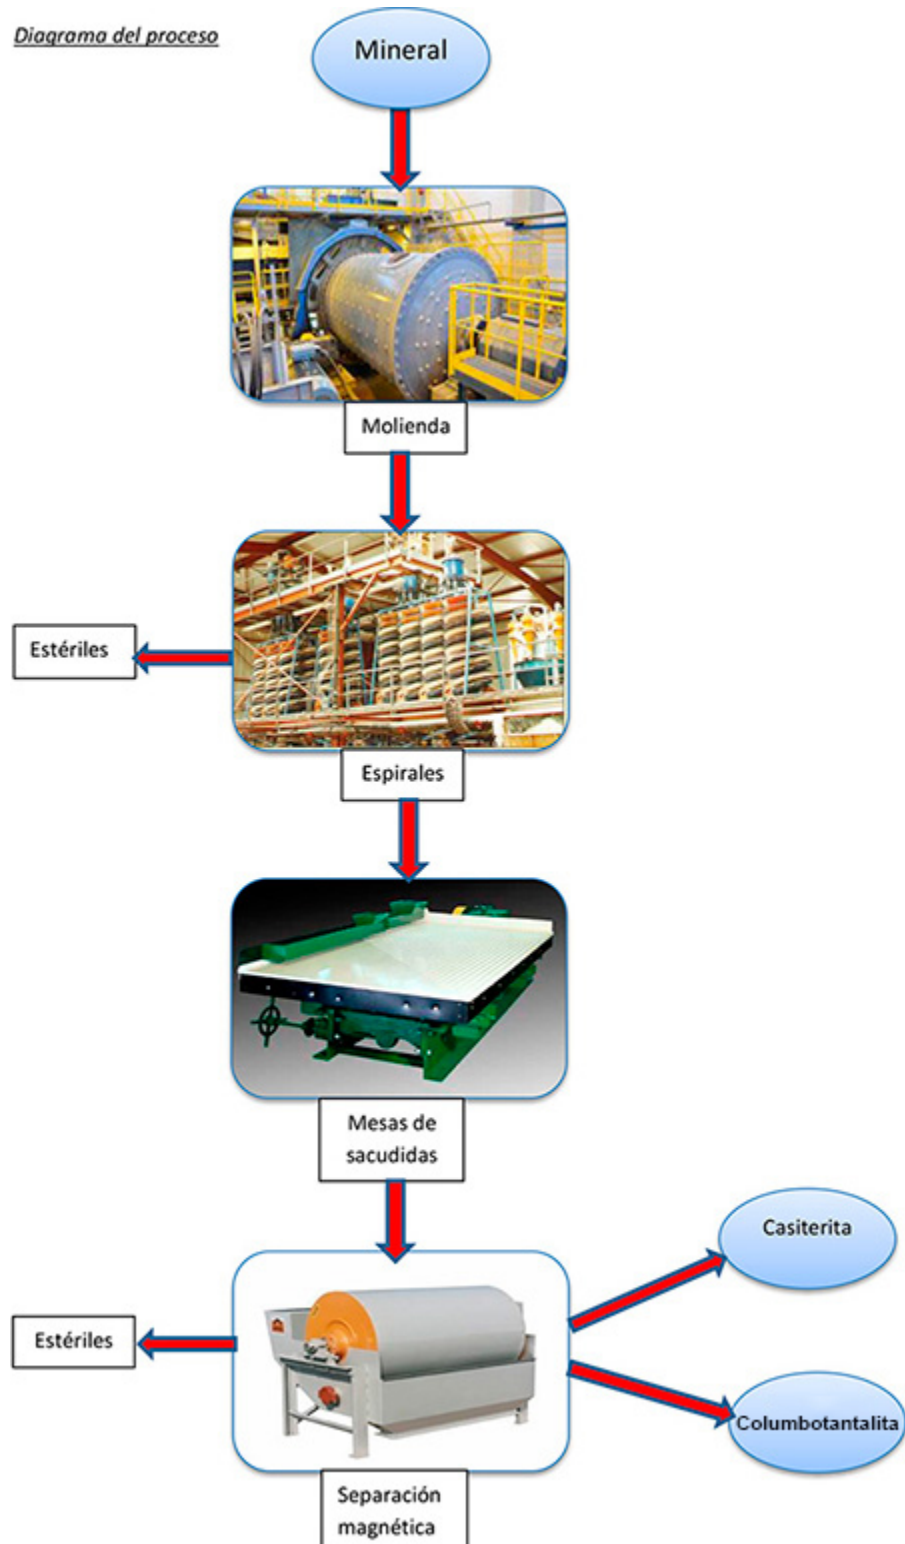 Diagrama del proceso
Mineral
Molienda
Estériles
Espirales
Mesas de
sacudidas
Casiterita
Estériles
Columbotantalita
Separación
magnética